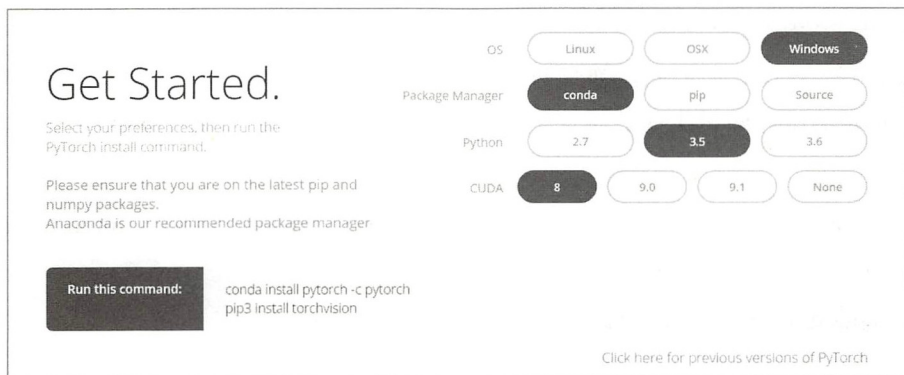 Get Started.
Select your preferences, then run the
PyTorch install command.
Please ensure that you are on the latest pip and
numpy packages.
Anaconda is our recommended package manager
OS Linux OSX Windows
Package Manager conda pip Source
Python 2.7 3.5 3.6
CUDA 8 9.0 9.1 None
Run this command: conda install pytorch -c pytorch
pip3 install torchvision
Click here for previous versions of PyTorch